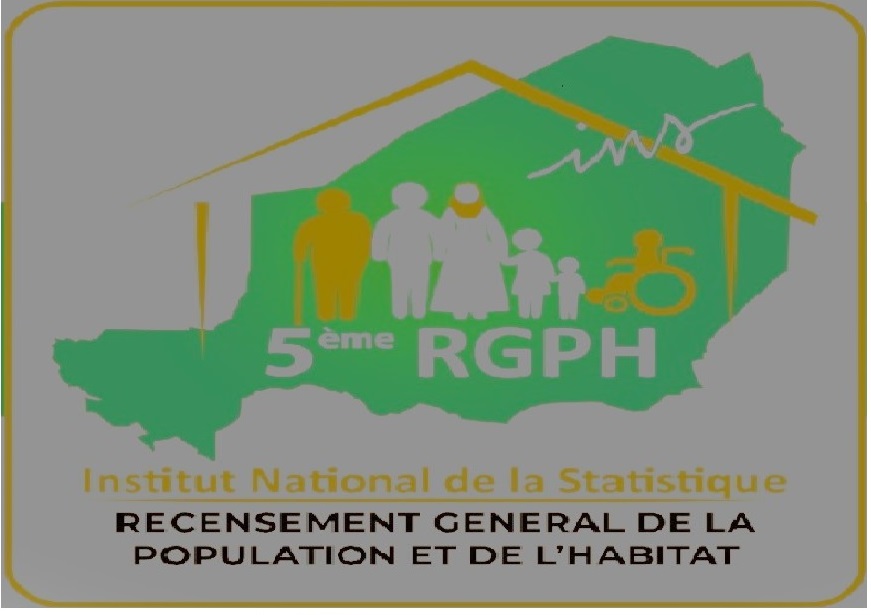 ins
5ème RGPH
Institut National de la Statistique
RECENSEMENT GENERAL DE LA
POPULATION ET DE L'HABITAT